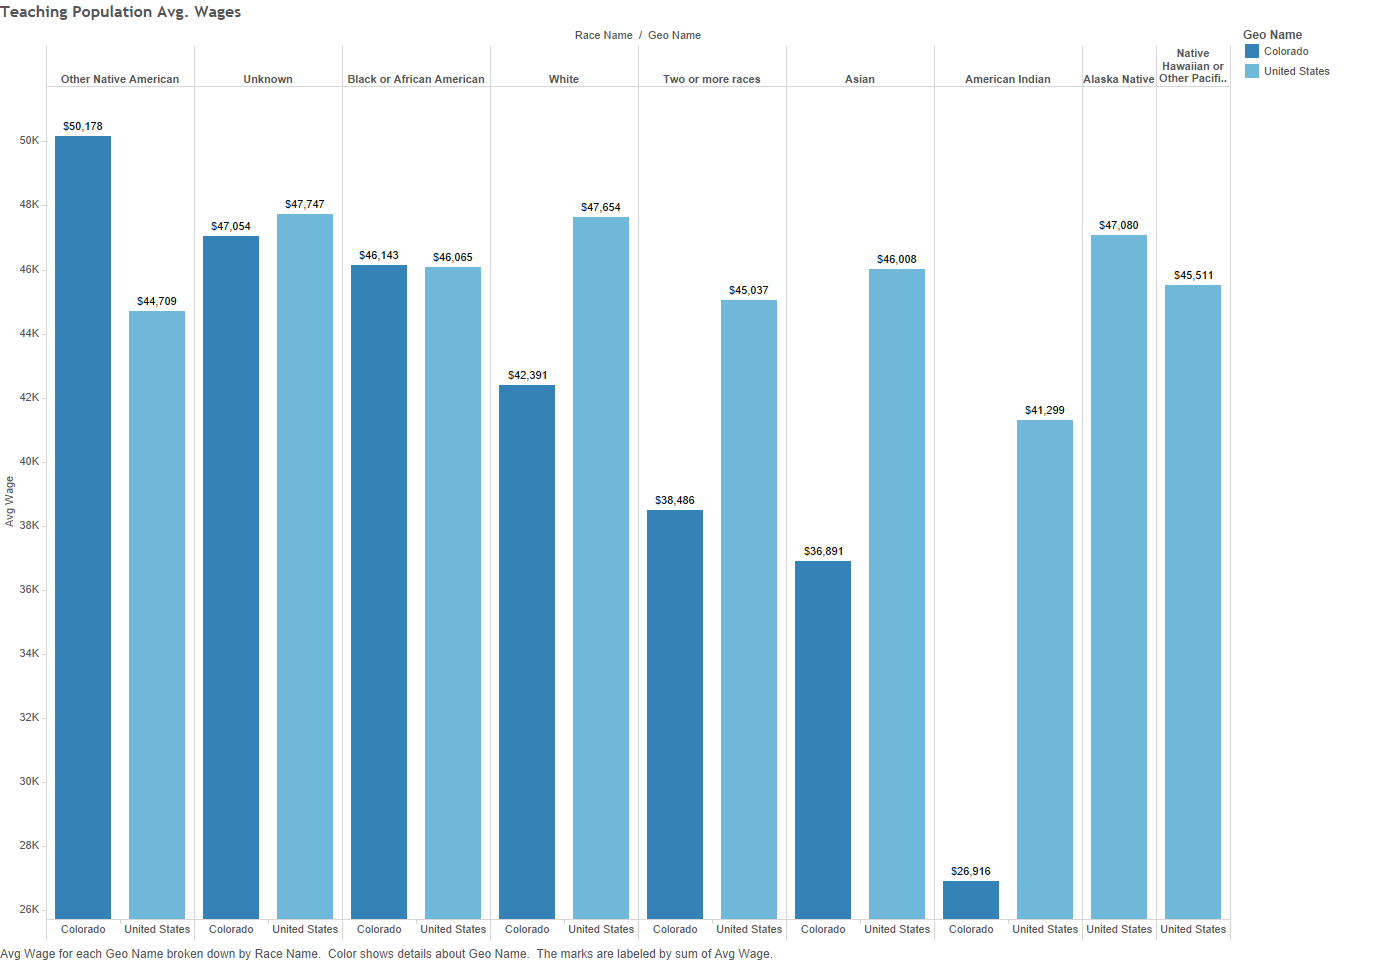 Teaching Population Avg. Wages
Race Name / Geo Name
Geo Name
Colorado
United States
Other Native American
Unknown
Black or African American
White
Two or more races
Asian
American Indian
Alaska Native
Native
Hawaiian or
Other Pacifi..
Avg Wage
50K
48K
46K
44K
42K
40K
38K
36K
34K
32K
30K
28K
26K
$50,178
$44,709
$47,054
$47,747
$46,143
$46,065
$42,391
$47,654
$38,486
$45,037
$36,891
$46,008
$26,916
$41,299
$47,080
$45,511
Colorado
United States
Colorado
United States
Colorado
United States
Colorado
United States
Colorado
United States
Colorado
United States
Colorado
United States
United States
United States
Avg Wage for each Geo Name broken down by Race Name.  Color shows details about Geo Name.  The marks are labeled by sum of Avg Wage.